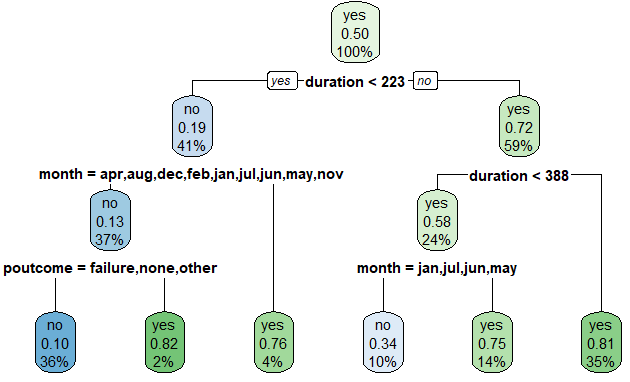 yes
0.50
100%
yes duration < 223 no
no
0.19
41%
yes
0.72
59%
month = apr,aug,dec,feb,jan,jul,jun,may,nov
duration < 388
no
0.13
37%
yes
0.58
24%
poutcome = failure,none,other
month = jan,jul,jun,may
no
0.10
36%
yes
0.82
2%
yes
0.76
4%
no
0.34
10%
yes
0.75
14%
yes
0.81
35%